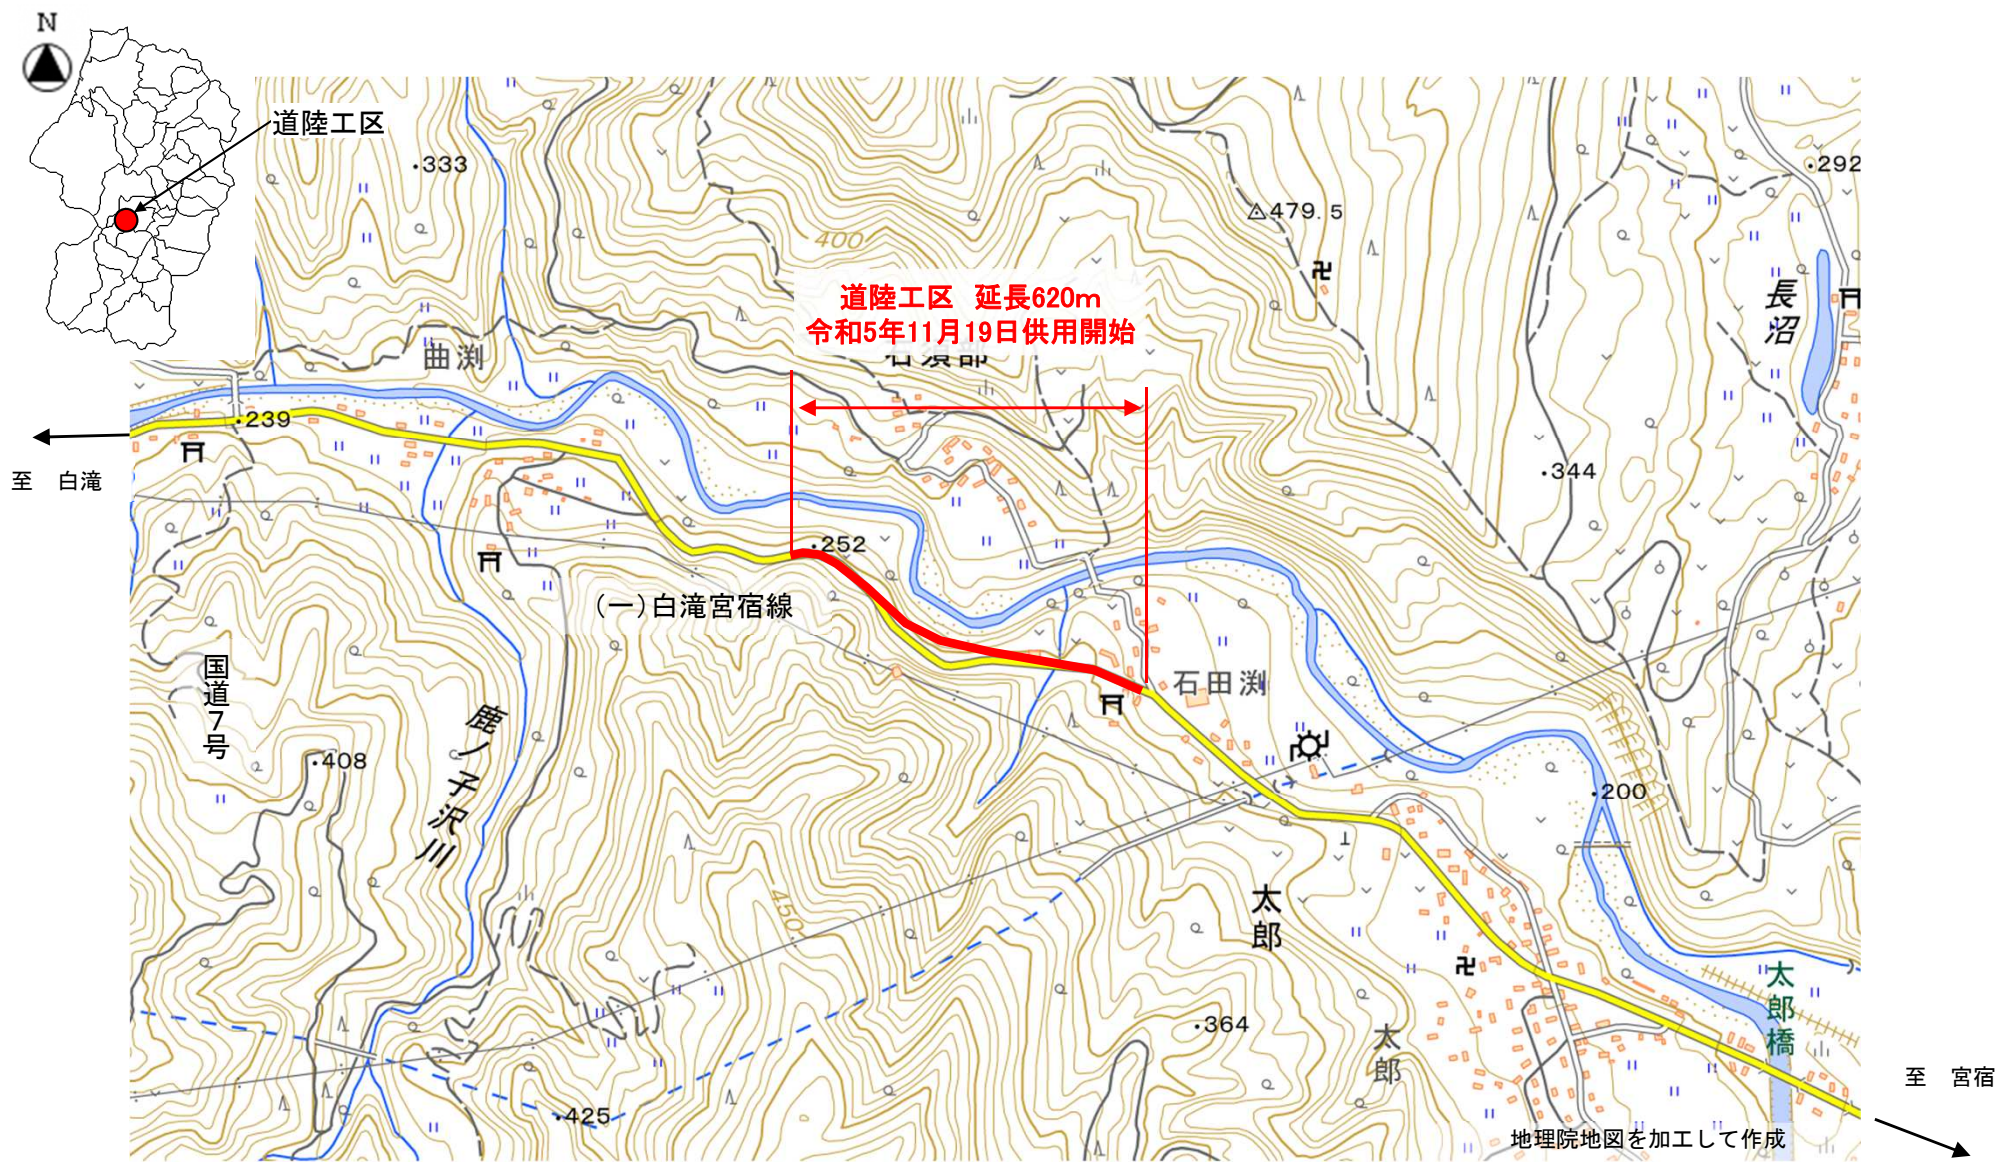 N
道陸工区
333
292
479.5
400
道陸工区 延長620m
令和5年11月19日供用開始
石須部
長沼
曲渕
239
至 白滝
344
252
(一)白滝宮宿線
国道7号
石田渕
鹿ノ子沢川
408
200
450
太郎
太郎橋
364
太郎
425
至 宮宿
地理院地図を加工して作成